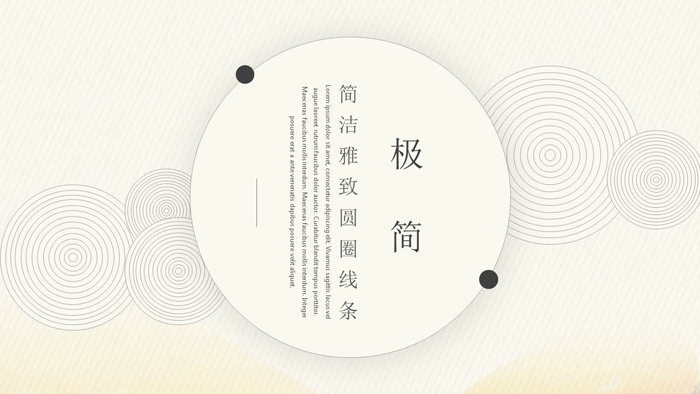 极简
简洁雅致圆圈线条
Lorem ipsum dolor sit amet, consectetur adipiscing elit. Vivamus sagittis lacus vel
augue laoreet rutrum faucibus dolor auctor. Curabitur blandit tempus porttitor.
Maecenas faucibus mollis interdum. Maecenas faucibus mollis interdum. Integer
posuere erat a ante venenatis dapibus posuere velit aliquet.